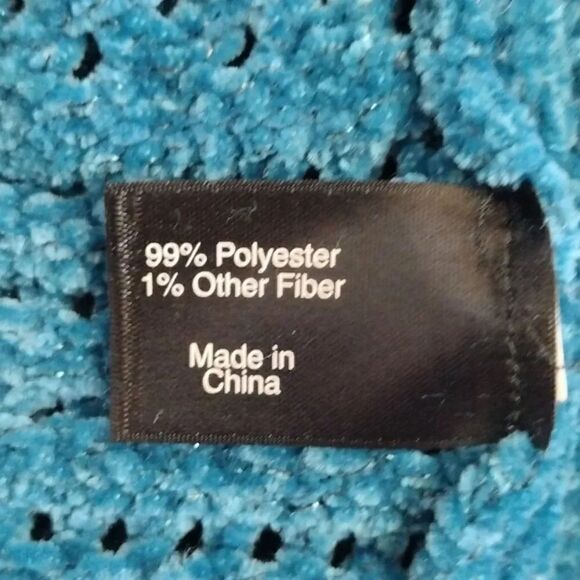 99% Polyester
1% Other Fiber
Made in
China